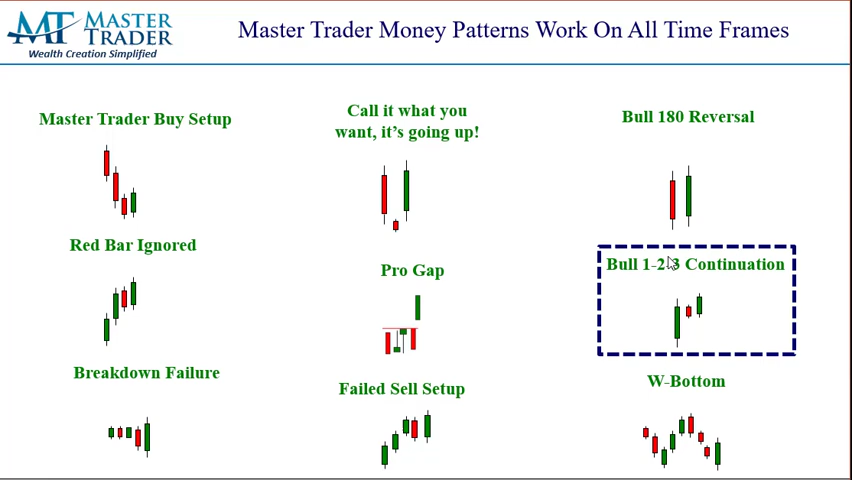 MT MASTER
TRADER
Wealth Creation Simplified
Master Trader Money Patterns Work On All Time Frames
Master Trader Buy Setup
Call it what you
want, it's going up!
Bull 180 Reversal
Red Bar Ignored
Pro Gap
Bull 1-2-3 Continuation
Breakdown Failure
Failed Sell Setup
W-Bottom